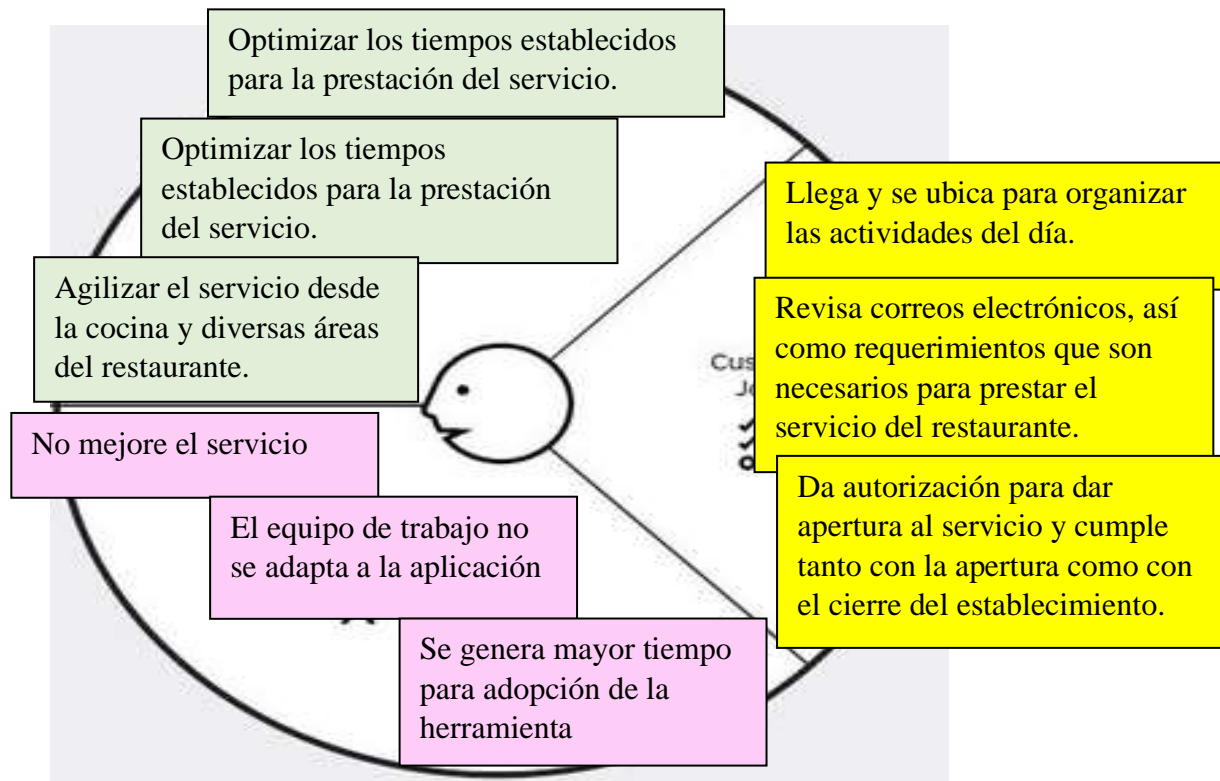 Optimizar los tiempos establecidos
para la prestación del servicio.
Optimizar los tiempos
establecidos para la prestación
del servicio.
Agilizar el servicio desde
la cocina y diversas áreas
del restaurante.
No mejore el servicio
El equipo de trabajo no
se adapta a la aplicación
Se genera mayor tiempo
para adopción de la
herramienta
Cus
Jo
Llega y se ubica para organizar
las actividades del día.
Revisa correos electrónicos, así
como requerimientos que son
necesarios para prestar el
servicio del restaurante.
Da autorización para dar
apertura al servicio y cumple
tanto con la apertura como con
el cierre del establecimiento.